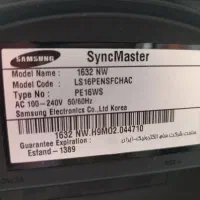 SAMSUNG SyncMaster
Model Name : 1632 NW
Model Code : LS16PENSFCHAC
Type No : PE16WS
AC 100~240V 50/60Hz
Samsung Electronics Co.,Ltd Korea
1632 NW.H9MO2.044710
Guarantee Expiration :
Esfand - 1389